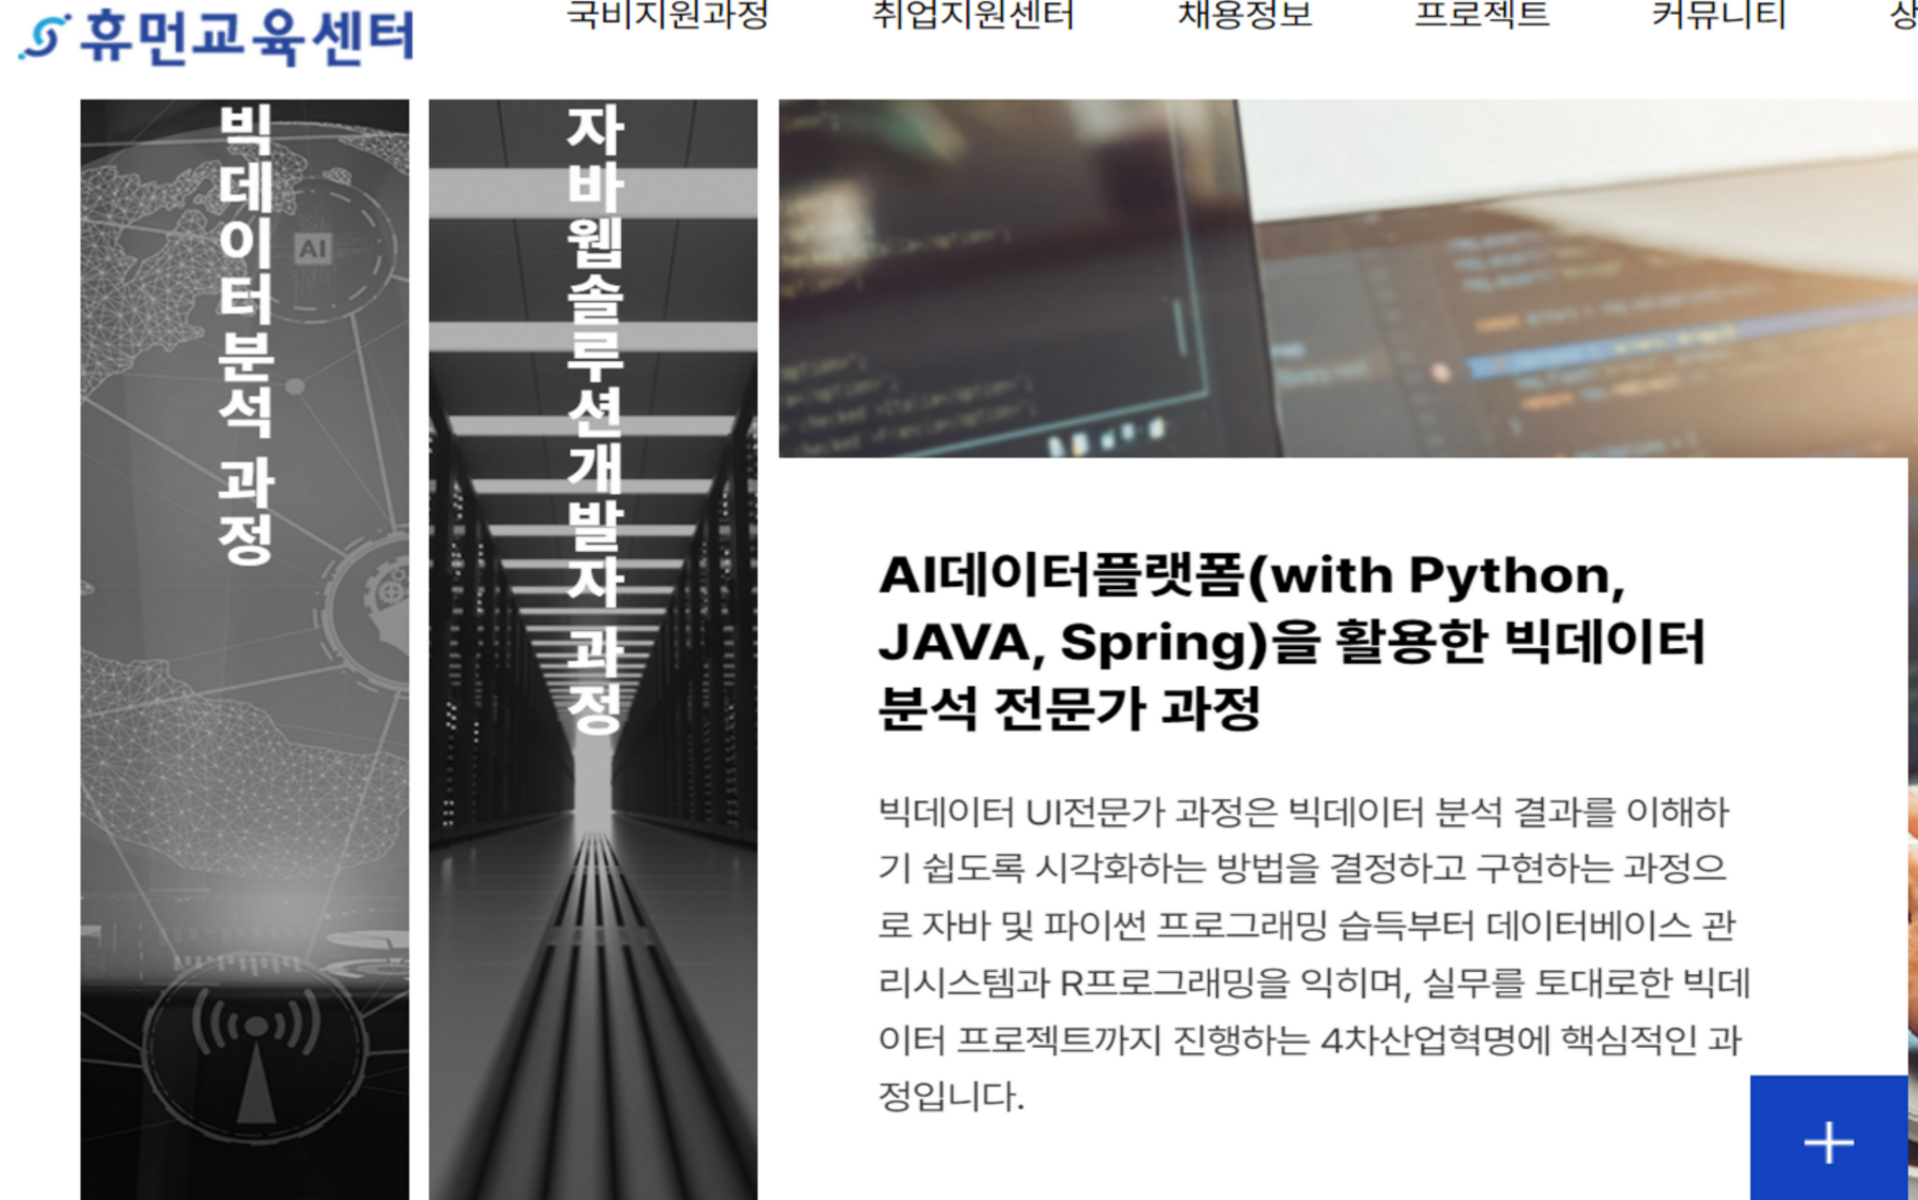 휴먼교육센터
국비지원과정 취업지원센터 채용정보 프로젝트 커뮤니티 상
빅데이터분석 과정
AI
자바웹솔루션개발자 과정
AI데이터플랫폼(with Python,
JAVA, Spring)을 활용한 빅데이터
분석 전문가 과정
빅데이터 UI전문가 과정은 빅데이터 분석 결과를 이해하
기 쉽도록 시각화하는 방법을 결정하고 구현하는 과정으
로 자바 및 파이썬 프로그래밍 습득부터 데이터베이스 관
리시스템과 R프로그래밍을 익히며, 실무를 토대로한 빅데
이터 프로젝트까지 진행하는 4차산업혁명에 핵심적인 과
정입니다.
+